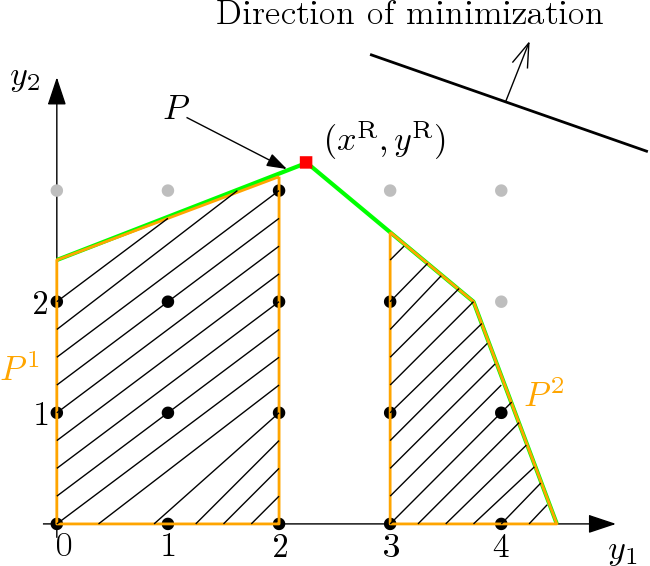 Direction of minimization
y₂
P
(xᴿ, yᴿ)
2
P¹
P²
1
0 1 2 3 4
y₁